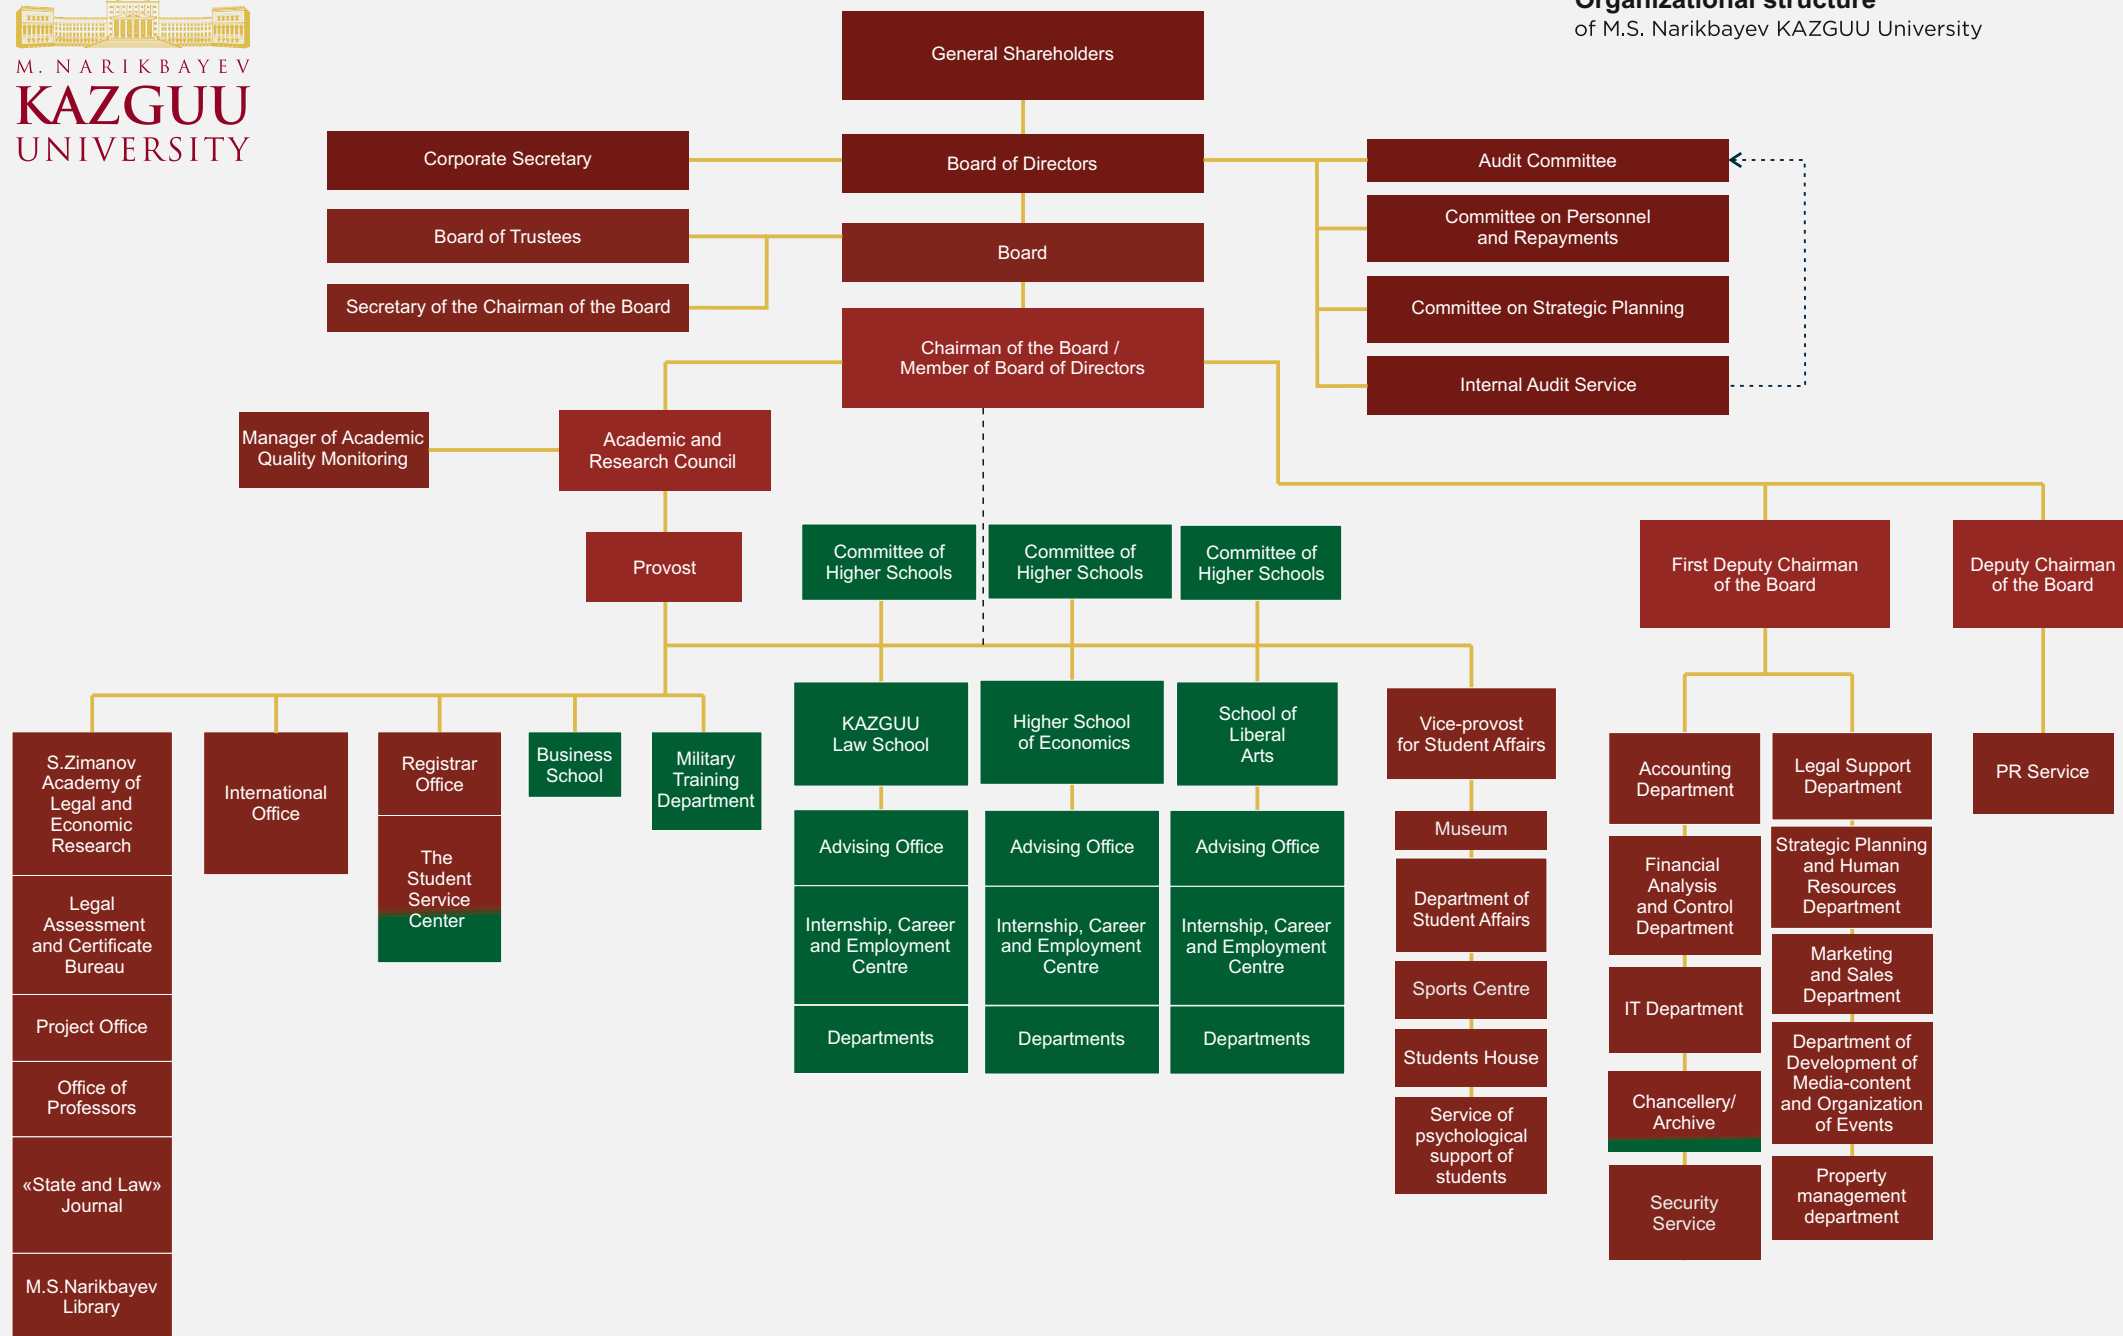 M. NARIKBAYEV
KAZGUU
UNIVERSITY
Organizational structure
of M.S. Narikbayev KAZGUU University
General Shareholders
Corporate Secretary
Board of Directors
Audit Committee
Board of Trustees
Board
Committee on Personnel
and Repayments
Secretary of the Chairman of the Board
Committee on Strategic Planning
Chairman of the Board /
Member of Board of Directors
Internal Audit Service
Manager of Academic
Quality Monitoring
Academic and
Research Council
Provost
Committee of
Higher Schools
Committee of
Higher Schools
Committee of
Higher Schools
First Deputy Chairman
of the Board
Deputy Chairman
of the Board
S.Zimanov
Academy of
Legal and
Economic
Research
Legal
Assessment
and Certificate
Bureau
Project Office
Office of
Professors
«State and Law»
Journal
M.S.Narikbayev
Library
International
Office
Registrar
Office
The
Student
Service
Center
Business
School
Military
Training
Department
KAZGUU
Law School
Advising Office
Internship, Career
and Employment
Centre
Departments
Higher School
of Economics
Advising Office
Internship, Career
and Employment
Centre
Departments
School of
Liberal
Arts
Advising Office
Internship, Career
and Employment
Centre
Departments
Vice-provost
for Student Affairs
Museum
Department of
Student Affairs
Sports Centre
Students House
Service of
psychological
support of
students
Accounting
Department
Financial
Analysis
and Control
Department
IT Department
Chancellery/
Archive
Security
Service
Legal Support
Department
Strategic Planning
and Human
Resources
Department
Marketing
and Sales
Department
Department of
Development of
Media-content
and Organization
of Events
Property
management
department
PR Service